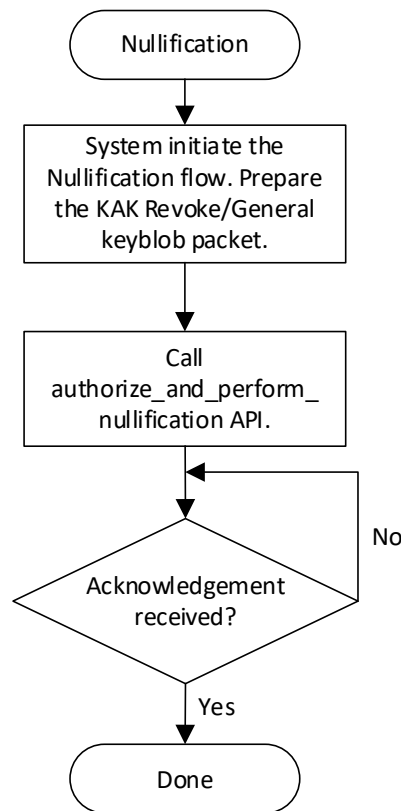 Nullification
System initiate the
Nullification flow. Prepare
the KAK Revoke/General
keyblob packet.
Call
authorize_and_perform_
nullification API.
No
Acknowledgement
received?
Yes
Done